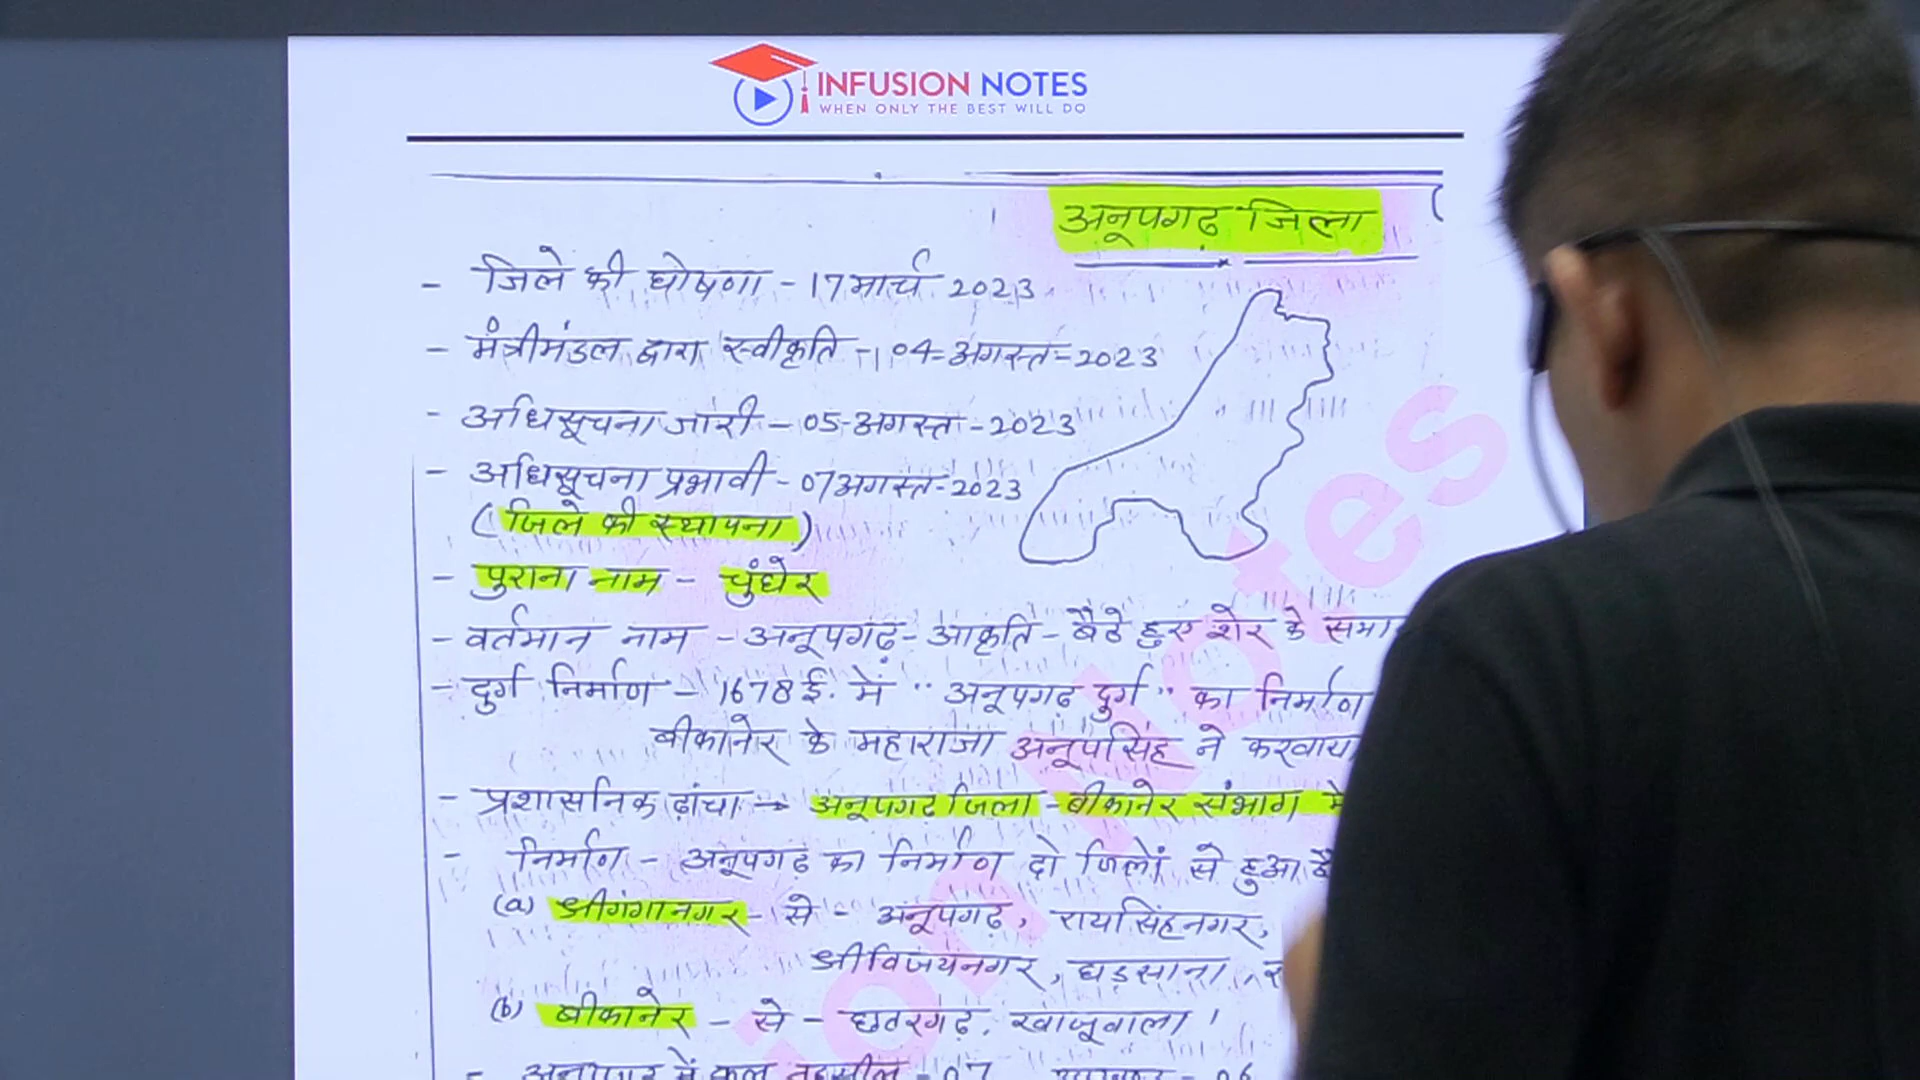 INFUSION NOTES
WHEN ONLY THE BEST WILL DO
अनूपगढ़ जिला
- जिले की घोषणा - 17 मार्च 2023
- मंत्रीमंडल द्वारा स्वीकृति - 04-अगस्त-2023
- अधिसूचना जारी - 05-अगस्त-2023
- अधिसूचना प्रभावी - 07 अगस्त-2023
(जिले की स्थापना)
- पुराना नाम - चुंघेर
- वर्तमान नाम - अनूपगढ़ - आकृति - बैठे हुए शेर के समा
- दुर्ग निर्माण - 1678 ई. में "अनूपगढ़ दुर्ग" का निर्माण
बीकानेर के महाराजा अनूपसिंह ने करवाय
- प्रशासनिक ढ़ांचा → अनूपगढ़ जिला - बीकानेर संभाग मे
- निर्माण - अनूपगढ़ का निर्माण दो जिलों से हुआ है
(a) श्रीगंगानगर - से - अनूपगढ़, रायसिंहनगर,
श्रीविजयनगर, घड़साना,
(b) बीकानेर - से - छतरगढ़, खाजूवाला।
- में कुल तहसील - 07